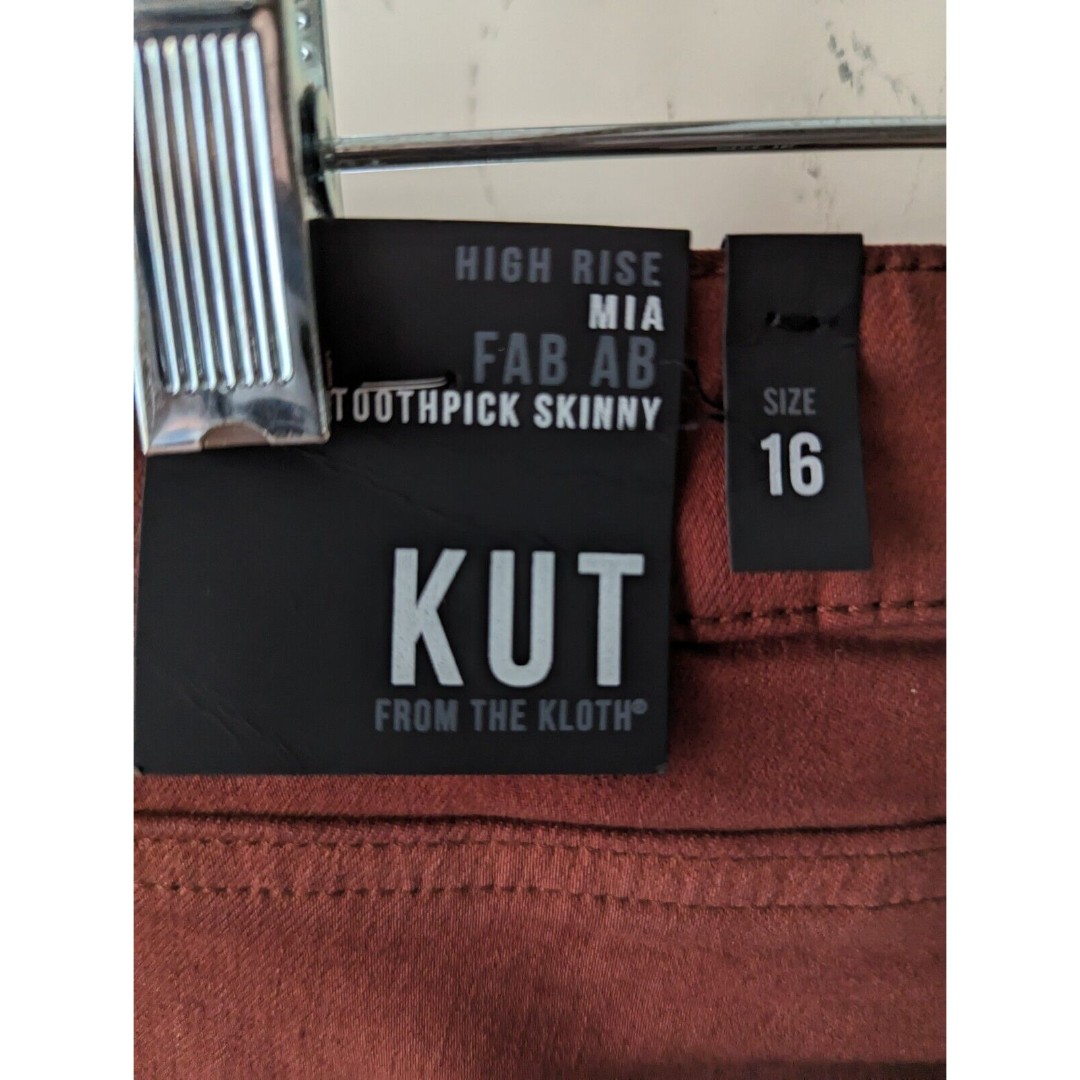 HIGH RISE
MIA
FAB AB
TOOTHPICK SKINNY
KUT
FROM THE KLOTH®
SIZE
16